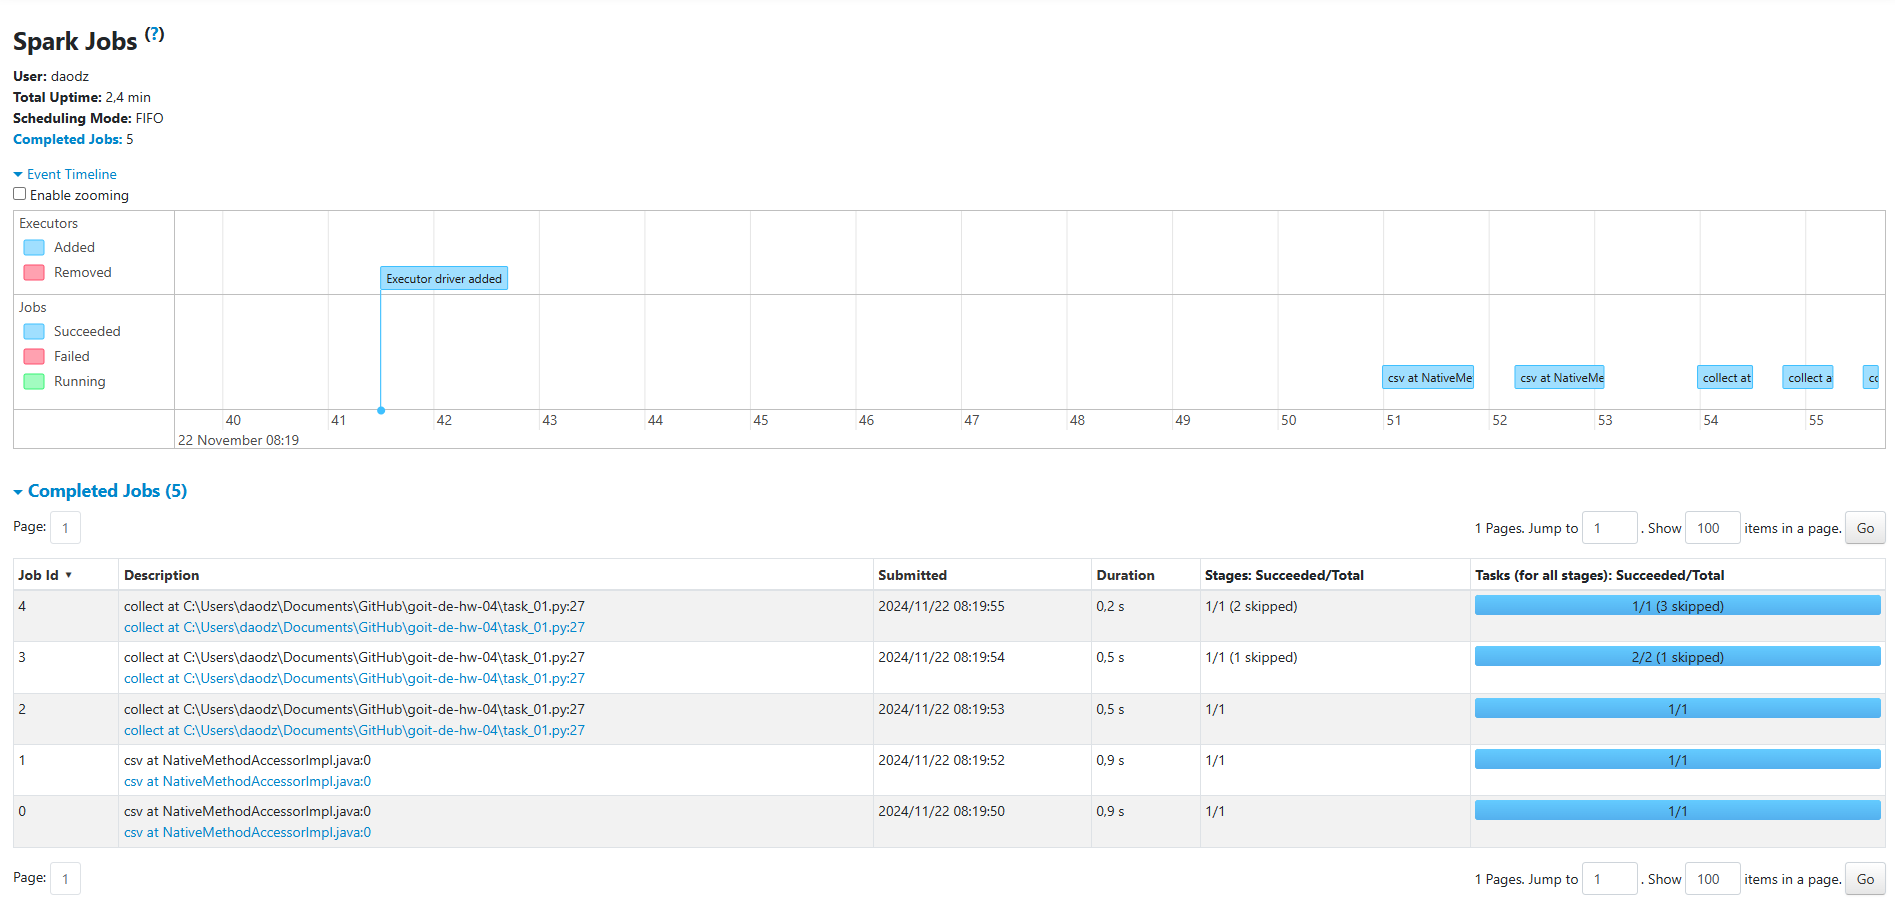 Spark Jobs (?)
User: daodz
Total Uptime: 2,4 min
Scheduling Mode: FIFO
Completed Jobs: 5
Event Timeline
Enable zooming
Executors
Added
Removed
Executor driver added
Jobs
Succeeded
Failed
Running
csv at NativeMe csv at NativeMe collect at collect a co
40 41 42 43 44 45 46 47 48 49 50 51 52 53 54 55
22 November 08:19
Completed Jobs (5)
Page: 1 1 Pages. Jump to 1 . Show 100 items in a page. Go
Job Id ▾ Description Submitted Duration Stages: Succeeded/Total Tasks (for all stages): Succeeded/Total
4 collect at C:\Users\daodz\Documents\GitHub\goit-de-hw-04\task_01.py:27 2024/11/22 08:19:55 0,2 s 1/1 (2 skipped) 1/1 (3 skipped)
collect at C:\Users\daodz\Documents\GitHub\goit-de-hw-04\task_01.py:27
3 collect at C:\Users\daodz\Documents\GitHub\goit-de-hw-04\task_01.py:27 2024/11/22 08:19:54 0,5 s 1/1 (1 skipped) 2/2 (1 skipped)
collect at C:\Users\daodz\Documents\GitHub\goit-de-hw-04\task_01.py:27
2 collect at C:\Users\daodz\Documents\GitHub\goit-de-hw-04\task_01.py:27 2024/11/22 08:19:53 0,5 s 1/1 1/1
collect at C:\Users\daodz\Documents\GitHub\goit-de-hw-04\task_01.py:27
1 csv at NativeMethodAccessorImpl.java:0 2024/11/22 08:19:52 0,9 s 1/1 1/1
csv at NativeMethodAccessorImpl.java:0
0 csv at NativeMethodAccessorImpl.java:0 2024/11/22 08:19:50 0,9 s 1/1 1/1
csv at NativeMethodAccessorImpl.java:0
Page: 1 1 Pages. Jump to 1 . Show 100 items in a page. Go